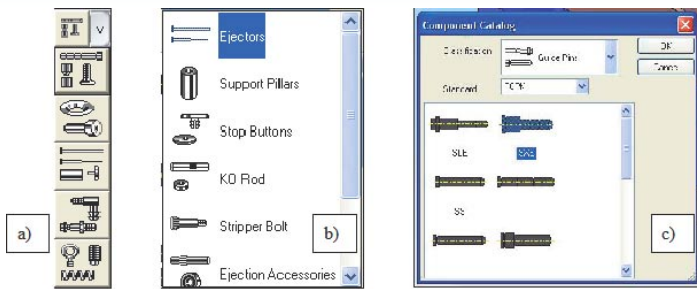 a)
Ejectors
Support Pillars
Stop Buttons
KO Rod
Stripper Bolt
Ejection Accessories
b)
Component Catalog
Classification
Guide Pins
OK
Cancel
Standard
SLE
SS
c)